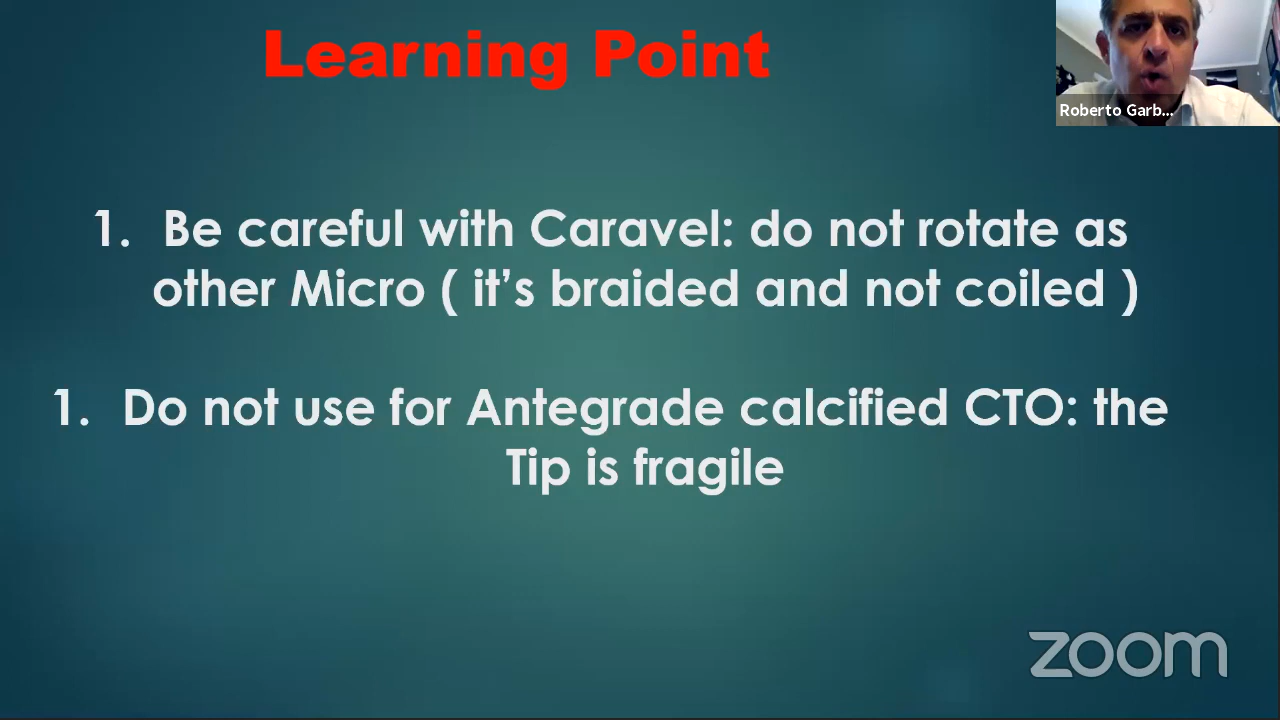 Learning Point
Roberto Garb...
1. Be careful with Caravel: do not rotate as
other Micro ( it’s braided and not coiled )
1. Do not use for Antegrade calcified CTO: the
Tip is fragile
zoom